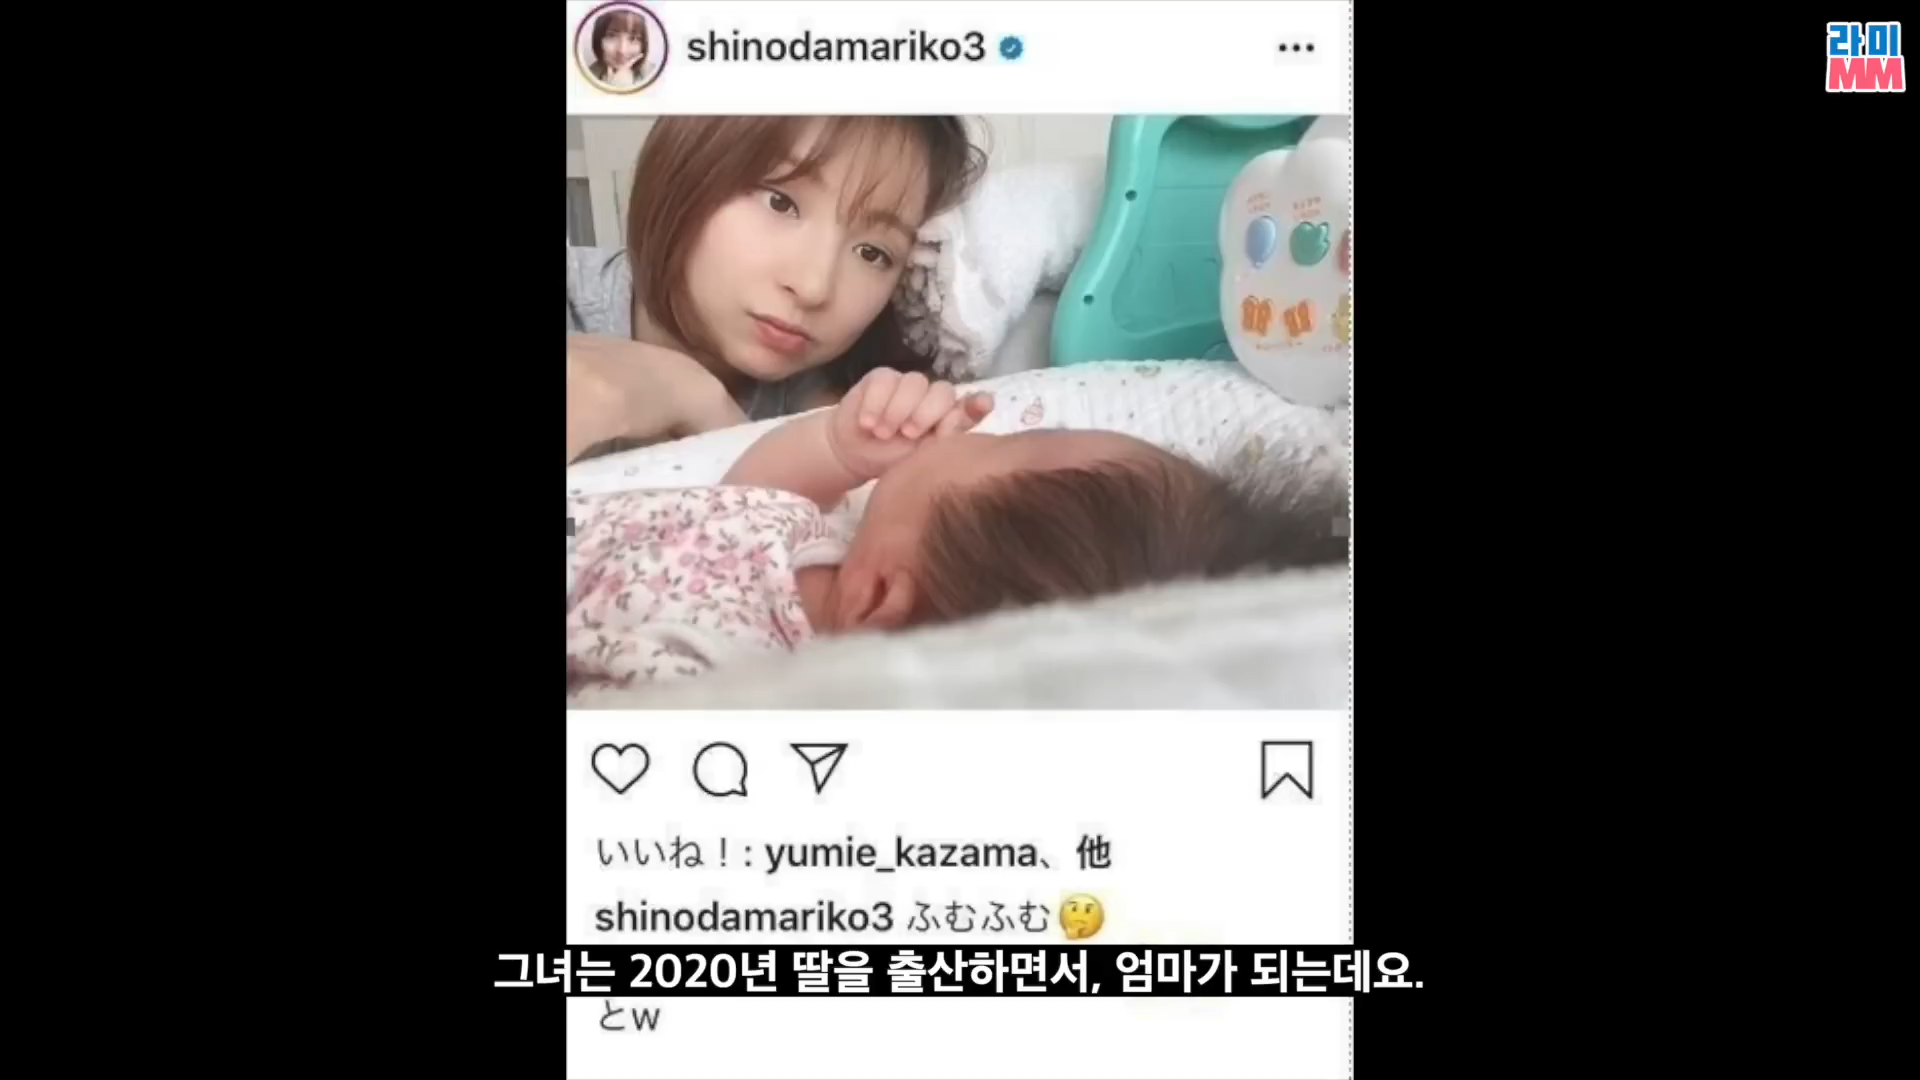 shinodamariko3
라미
MM
いいね！: yumie_kazama、他
shinodamariko3 ふむふむ🤔
그녀는 2020년 딸을 출산하면서, 엄마가 되는데요.
とw